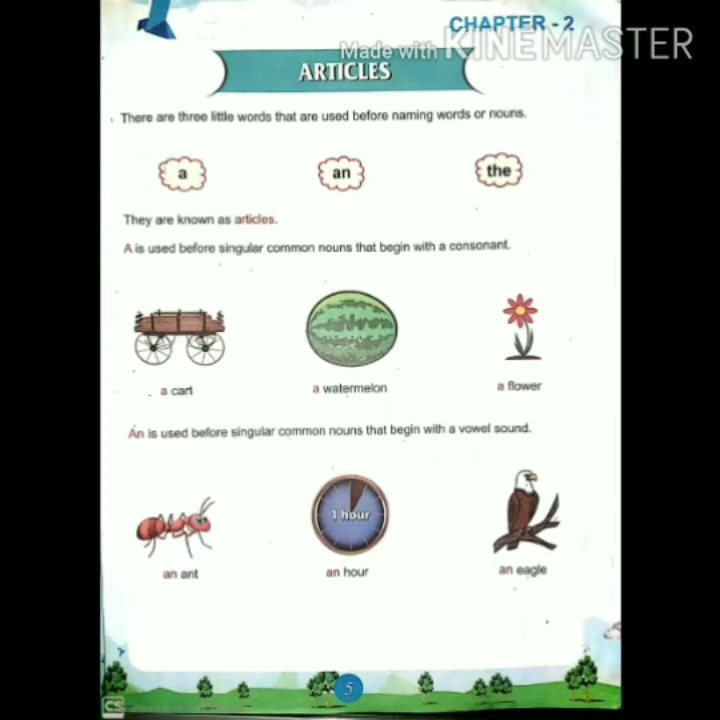 CHAPTER - 2
Made with KINEMASTER
ARTICLES
There are three little words that are used before naming words or nouns.
a an the
They are known as articles.
A is used before singular common nouns that begin with a consonant.
a cart a watermelon a flower
An is used before singular common nouns that begin with a vowel sound.
1 hour
an ant an hour an eagle
5
CS